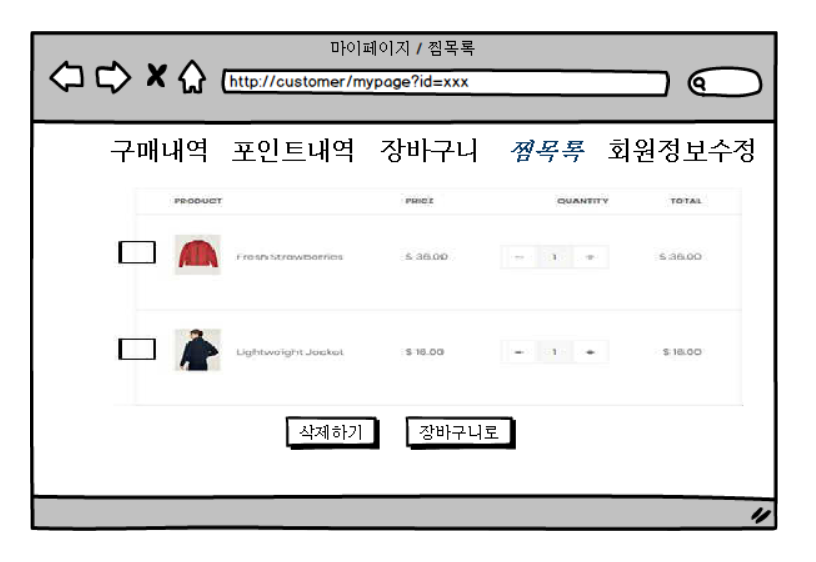 마이페이지 / 찜목록
http://customer/mypage?id=xxx
구매내역 포인트내역 장바구니 찜목록 회원정보수정
PRODUCT PRICE QUANTITY TOTAL
Fresh Strawberries $ 36.00 − 1 + $ 36.00
Lightweight Jacket $ 16.00 − 1 + $ 16.00
삭제하기 장바구니로